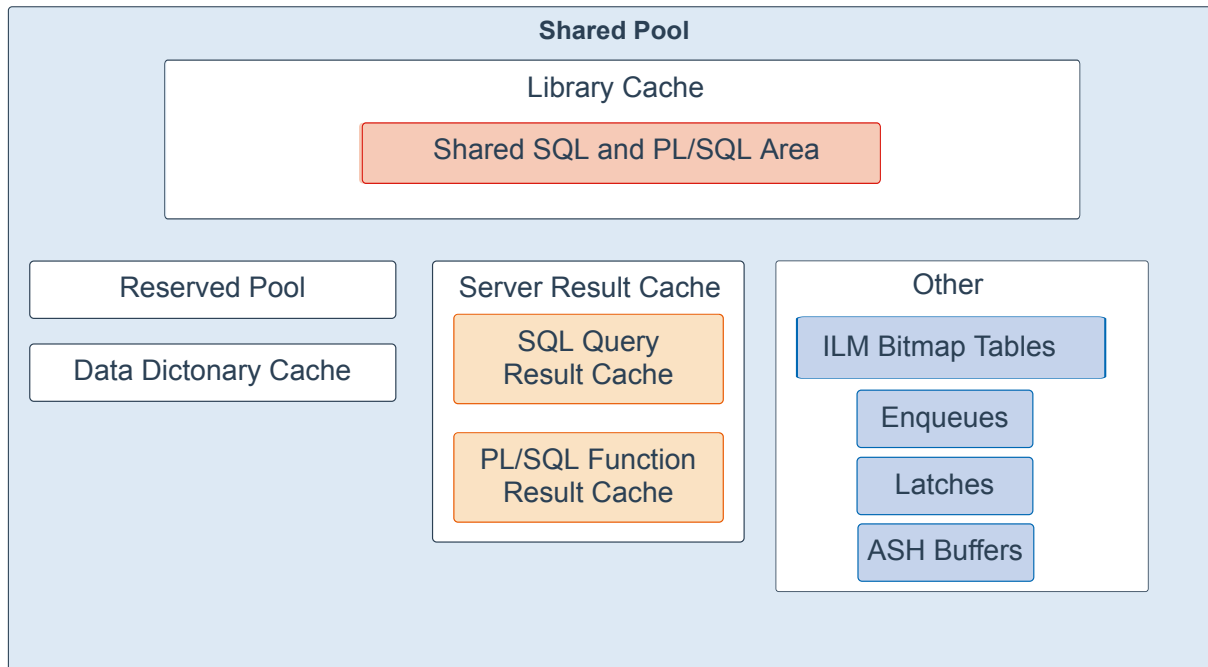 Shared Pool
Library Cache
Shared SQL and PL/SQL Area
Reserved Pool
Data Dictonary Cache
Server Result Cache
SQL Query
Result Cache
PL/SQL Function
Result Cache
Other
ILM Bitmap Tables
Enqueues
Latches
ASH Buffers